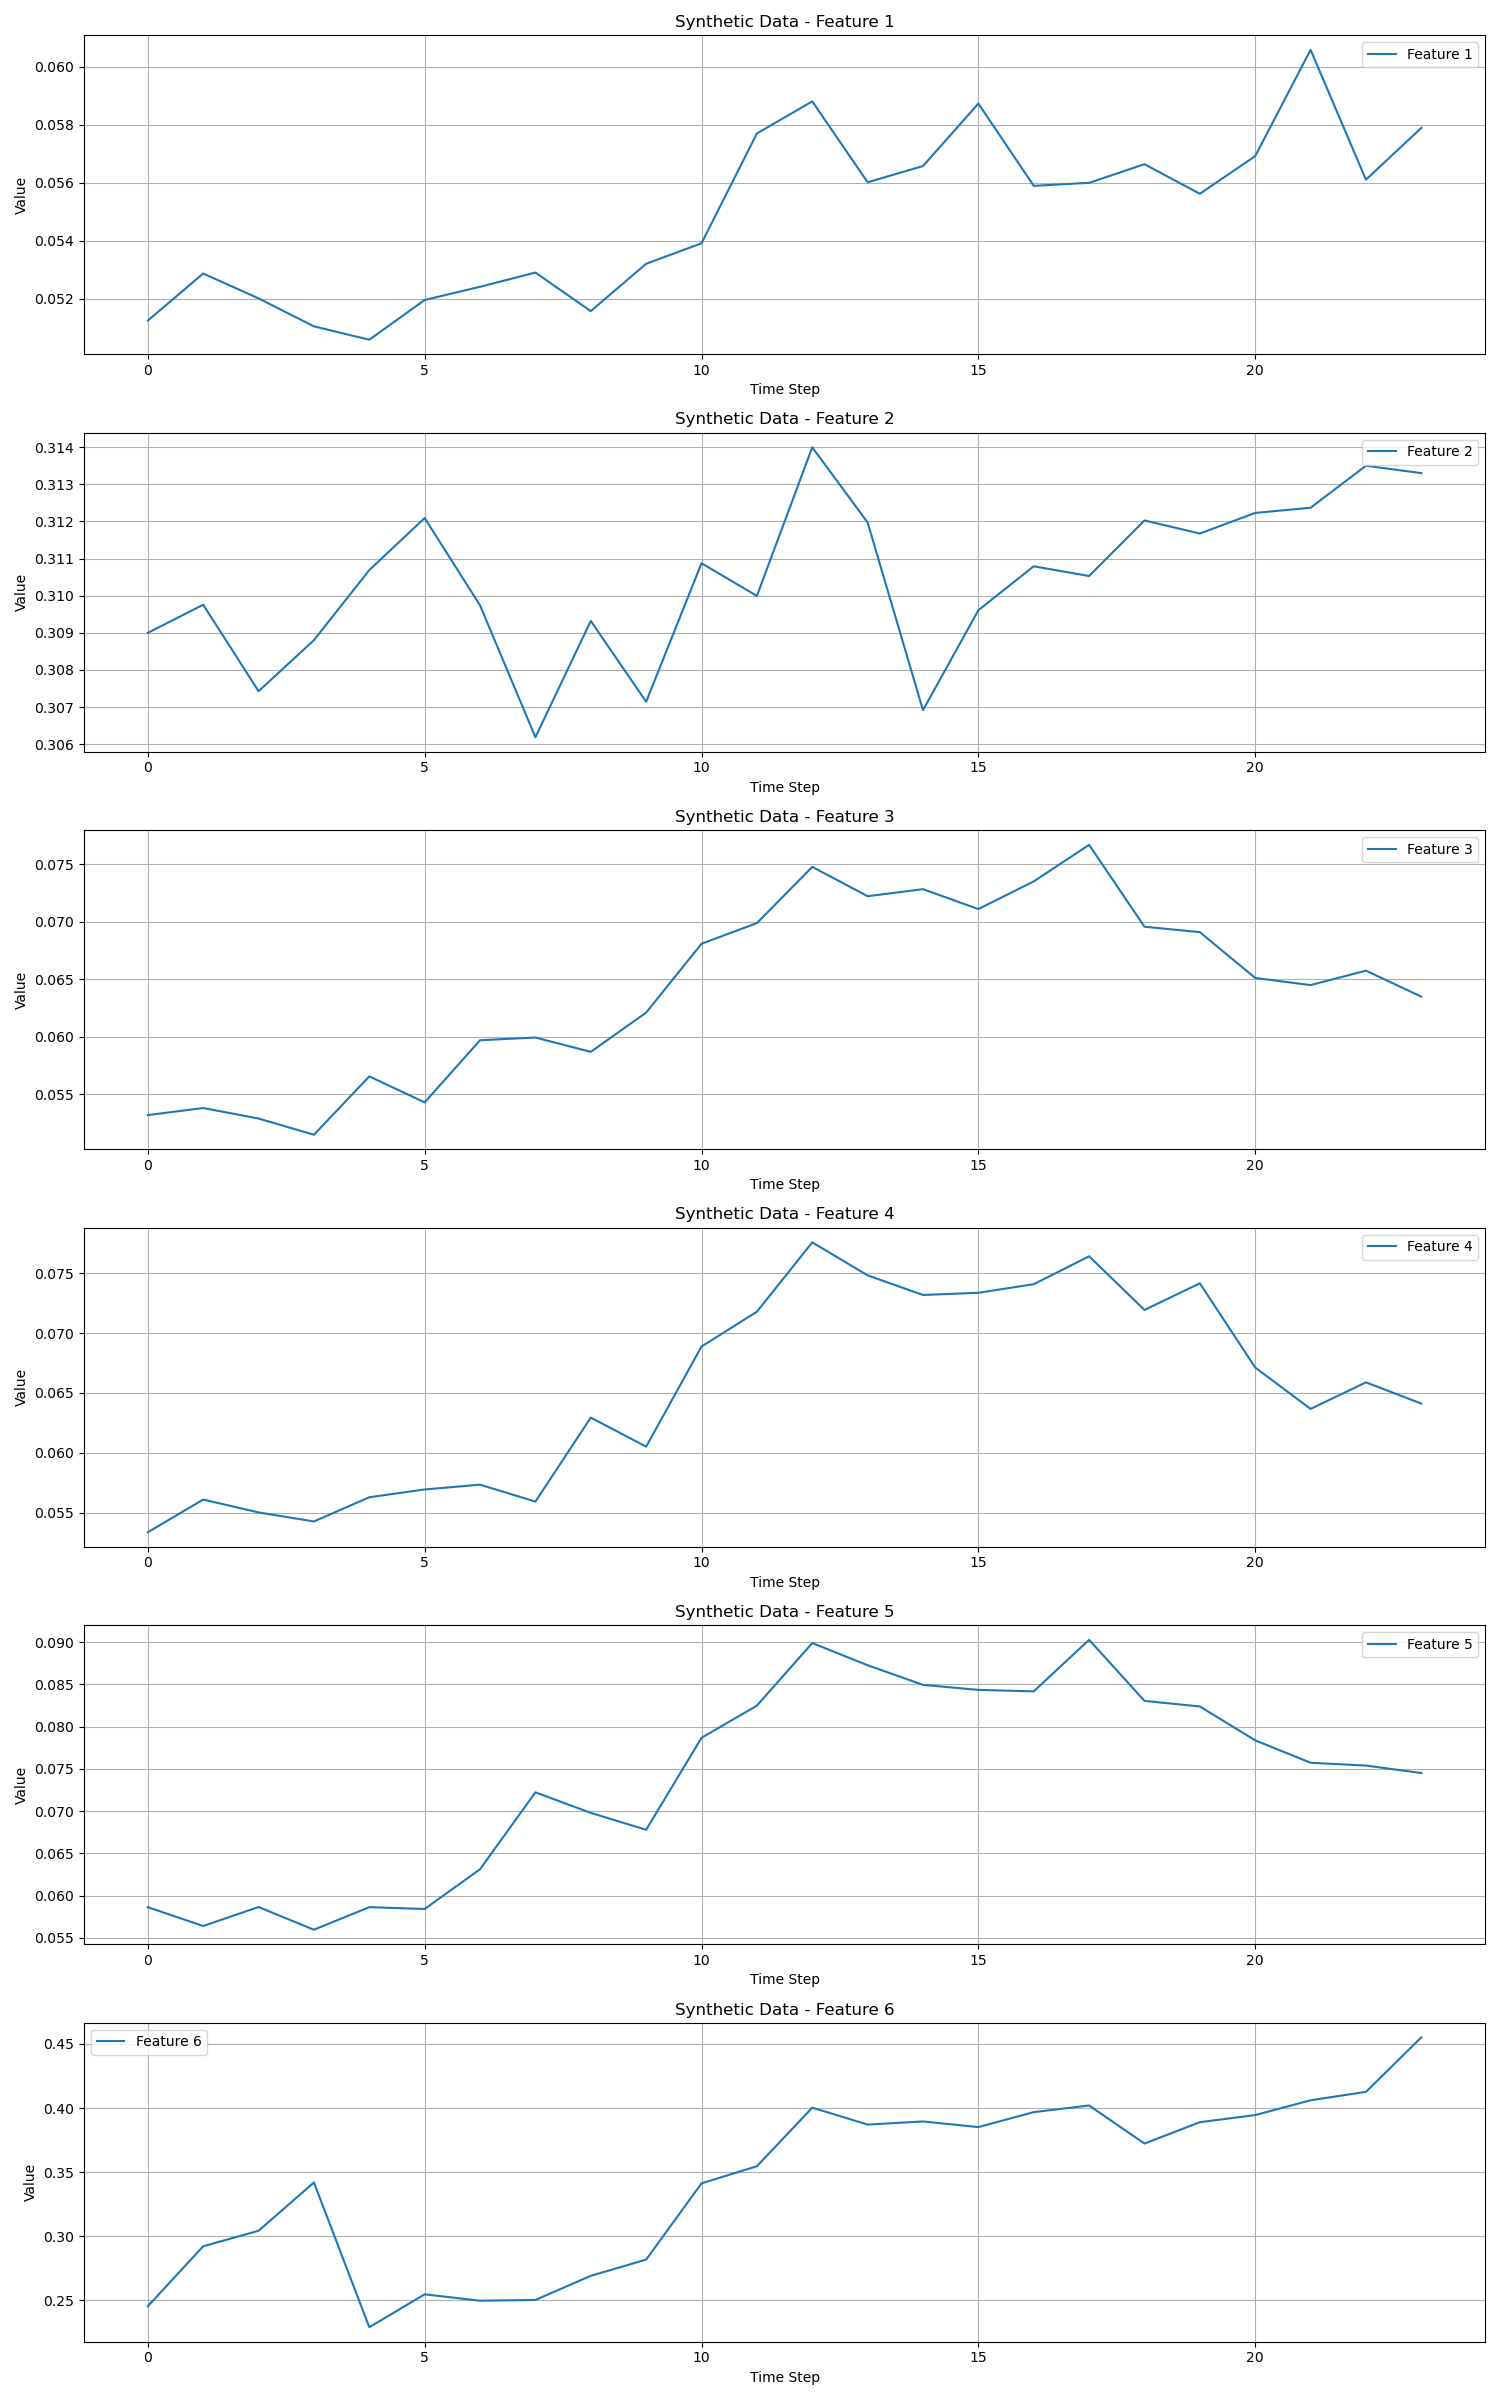 Synthetic Data - Feature 1
Feature 1
0.060
0.058
0.056
0.054
0.052
Value
0 5 10 15 20
Time Step
Synthetic Data - Feature 2
Feature 2
0.314
0.313
0.312
0.311
0.310
0.309
0.308
0.307
0.306
Value
0 5 10 15 20
Time Step
Synthetic Data - Feature 3
Feature 3
0.075
0.070
0.065
0.060
0.055
Value
0 5 10 15 20
Time Step
Synthetic Data - Feature 4
Feature 4
0.075
0.070
0.065
0.060
0.055
Value
0 5 10 15 20
Time Step
Synthetic Data - Feature 5
Feature 5
0.090
0.085
0.080
0.075
0.070
0.065
0.060
0.055
Value
0 5 10 15 20
Time Step
Synthetic Data - Feature 6
Feature 6
0.45
0.40
0.35
0.30
0.25
Value
0 5 10 15 20
Time Step